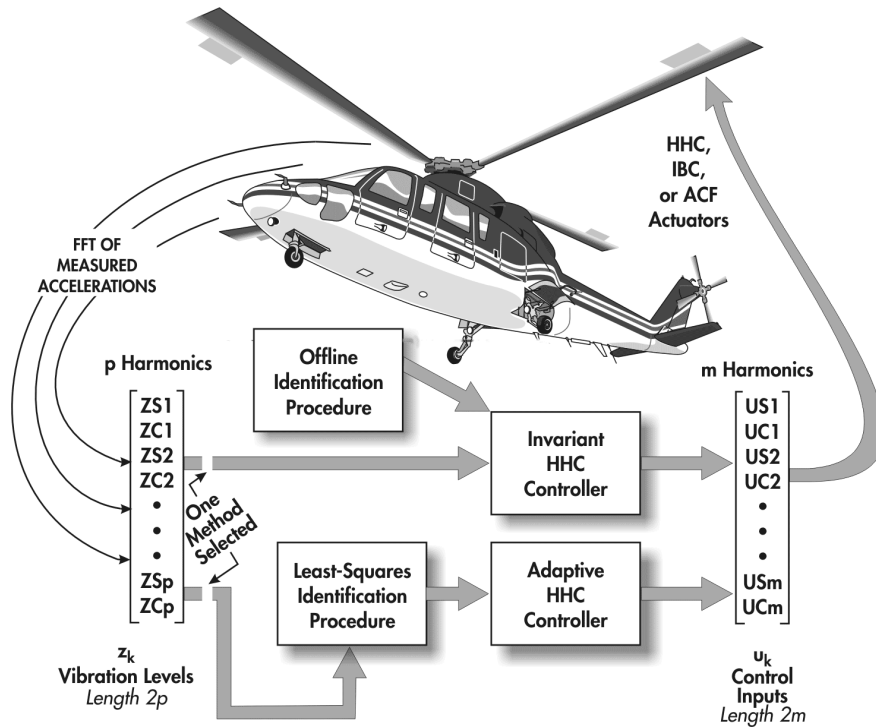 HHC,
IBC,
or ACF
Actuators
FFT OF
MEASURED
ACCELERATIONS
p Harmonics
ZS1
ZC1
ZS2
ZC2
•
•
•
ZSp
ZCp
z_k
Vibration Levels
Length 2p
One
Method
Selected
Offline
Identification
Procedure
Invariant
HHC
Controller
Least-Squares
Identification
Procedure
Adaptive
HHC
Controller
m Harmonics
US1
UC1
US2
UC2
•
•
•
USm
UCm
u_k
Control
Inputs
Length 2m